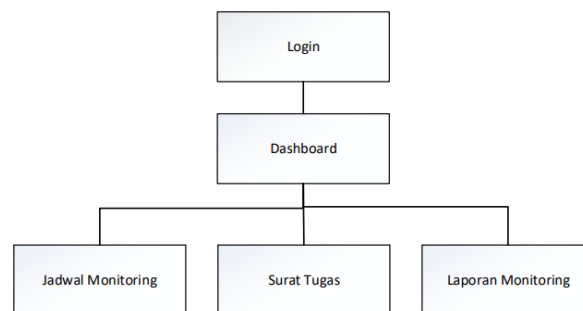 Login
Dashboard
Jadwal Monitoring
Surat Tugas
Laporan Monitoring